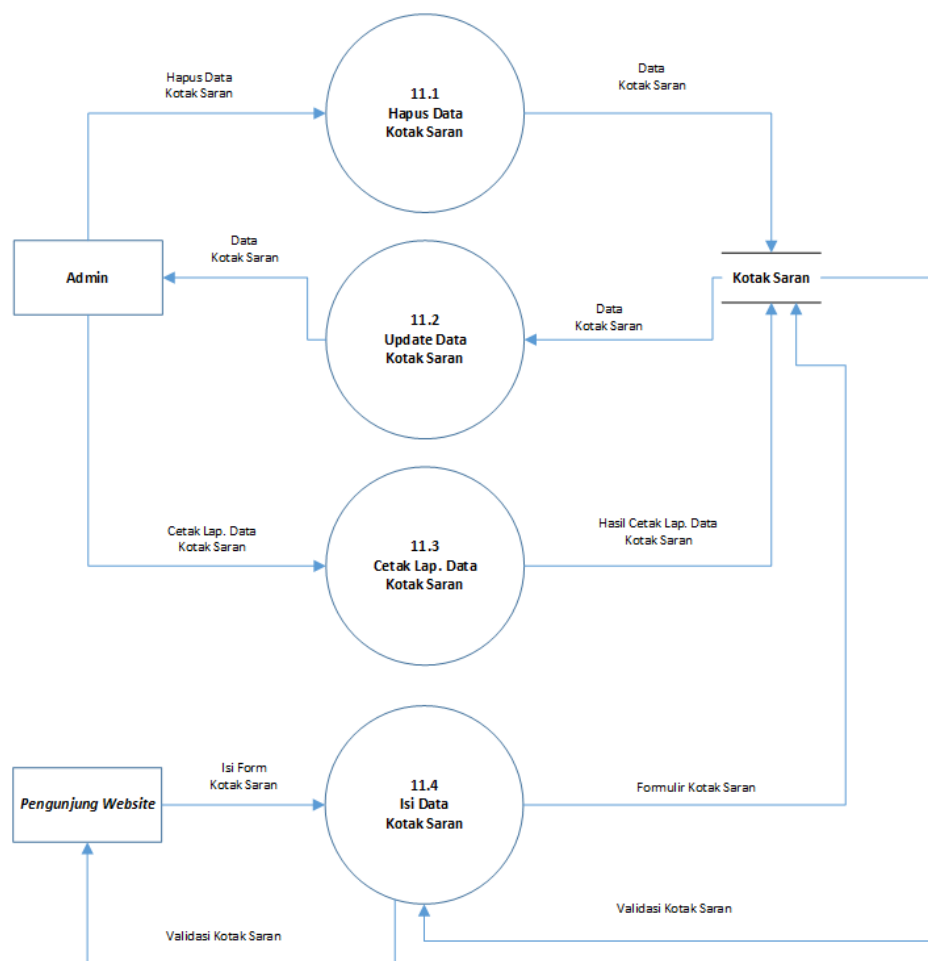 Hapus Data
Kotak Saran
11.1
Hapus Data
Kotak Saran
Data
Kotak Saran
Admin
Data
Kotak Saran
11.2
Update Data
Kotak Saran
Data
Kotak Saran
Kotak Saran
Cetak Lap. Data
Kotak Saran
11.3
Cetak Lap. Data
Kotak Saran
Hasil Cetak Lap. Data
Kotak Saran
Pengunjung Website
Isi Form
Kotak Saran
11.4
Isi Data
Kotak Saran
Formulir Kotak Saran
Validasi Kotak Saran
Validasi Kotak Saran